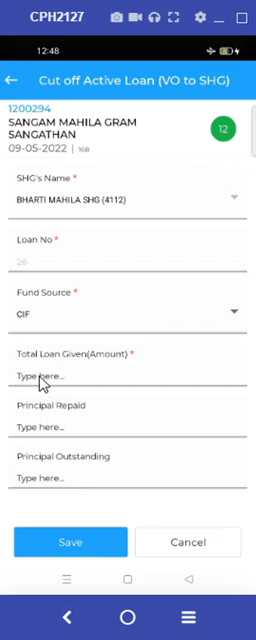 CPH2127
12:48
Cut off Active Loan (VO to SHG)
1200294
SANGAM MAHILA GRAM
SANGATHAN
12
09-05-2022 | 168
SHG's Name *
BHARTI MAHILA SHG (4112)
Loan No *
26
Fund Source *
CIF
Total Loan Given(Amount) *
Type here...
Principal Repaid
Type here...
Principal Outstanding
Type here...
Save
Cancel